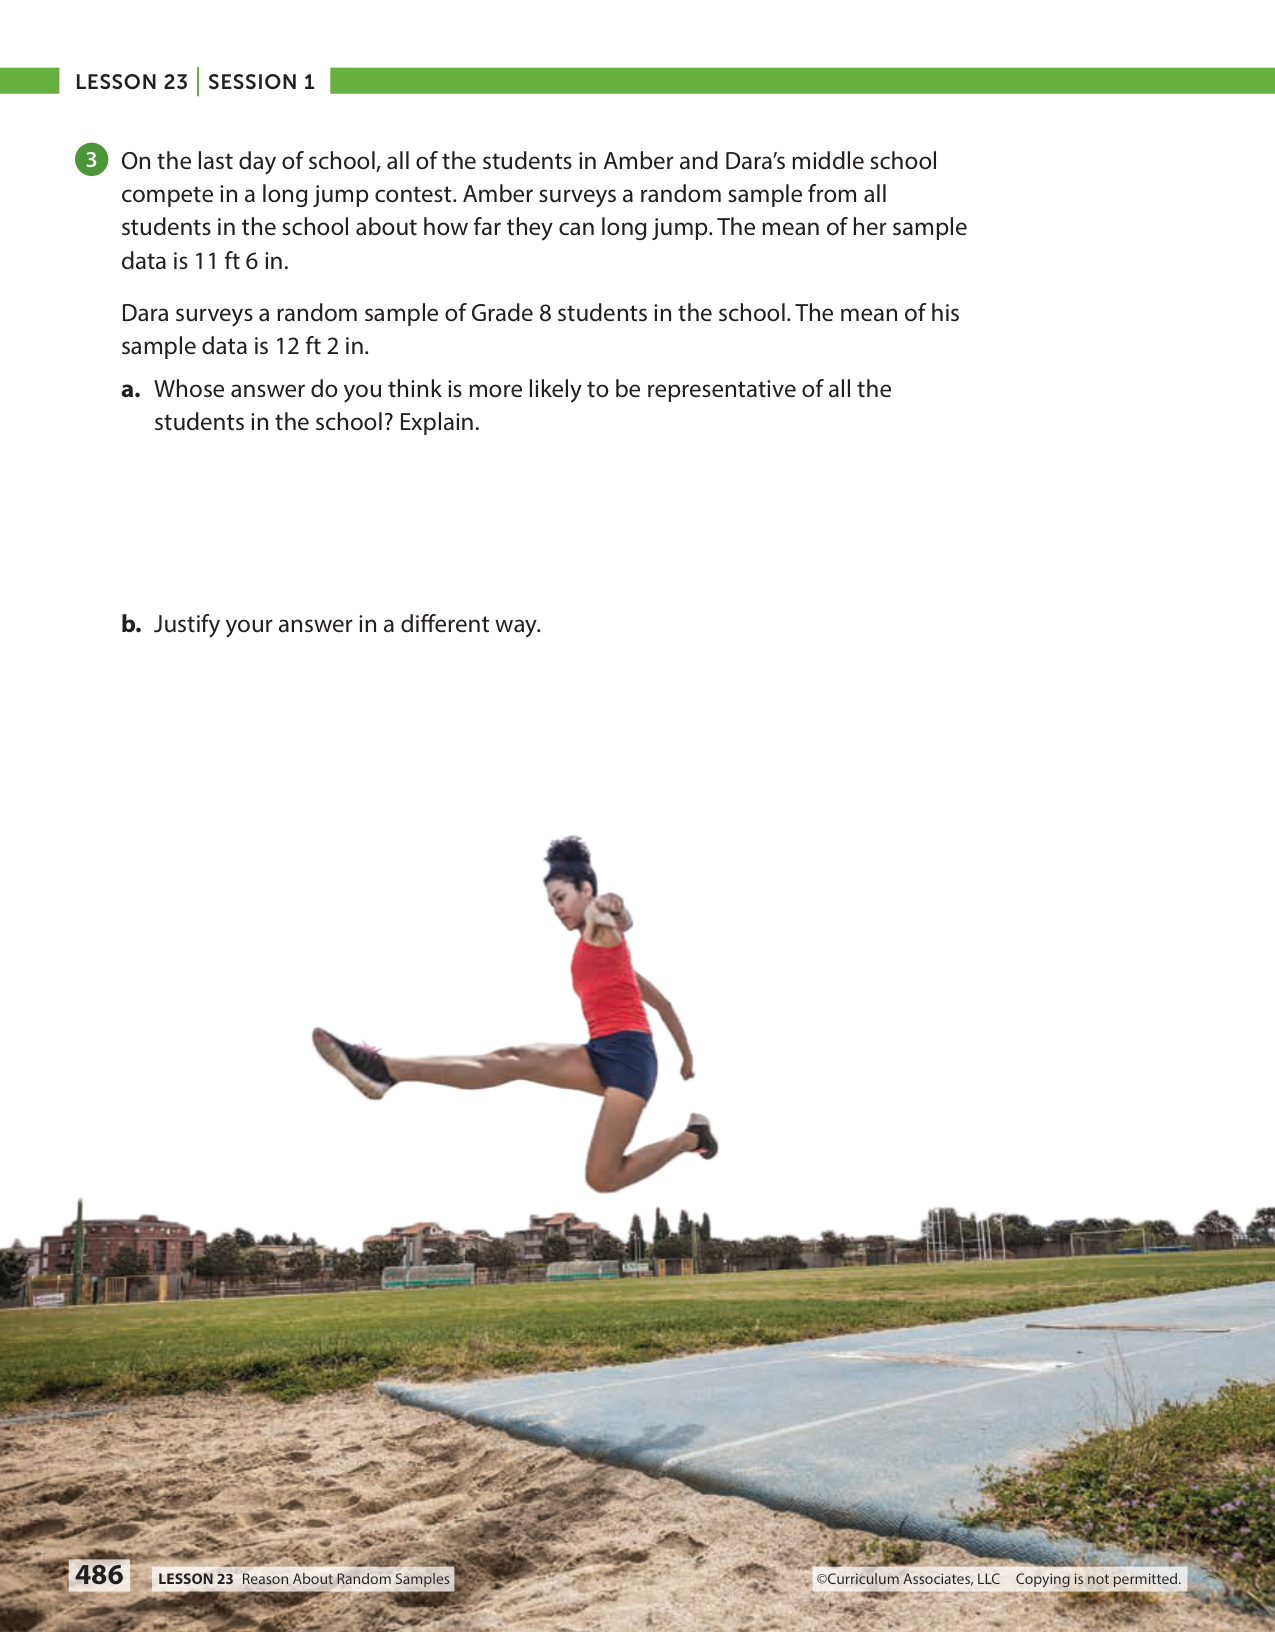 LESSON 23 | SESSION 1
3 On the last day of school, all of the students in Amber and Dara’s middle school
compete in a long jump contest. Amber surveys a random sample from all
students in the school about how far they can long jump. The mean of her sample
data is 11 ft 6 in.
Dara surveys a random sample of Grade 8 students in the school. The mean of his
sample data is 12 ft 2 in.
a. Whose answer do you think is more likely to be representative of all the
students in the school? Explain.
b. Justify your answer in a different way.
486 LESSON 23 Reason About Random Samples ©Curriculum Associates, LLC Copying is not permitted.